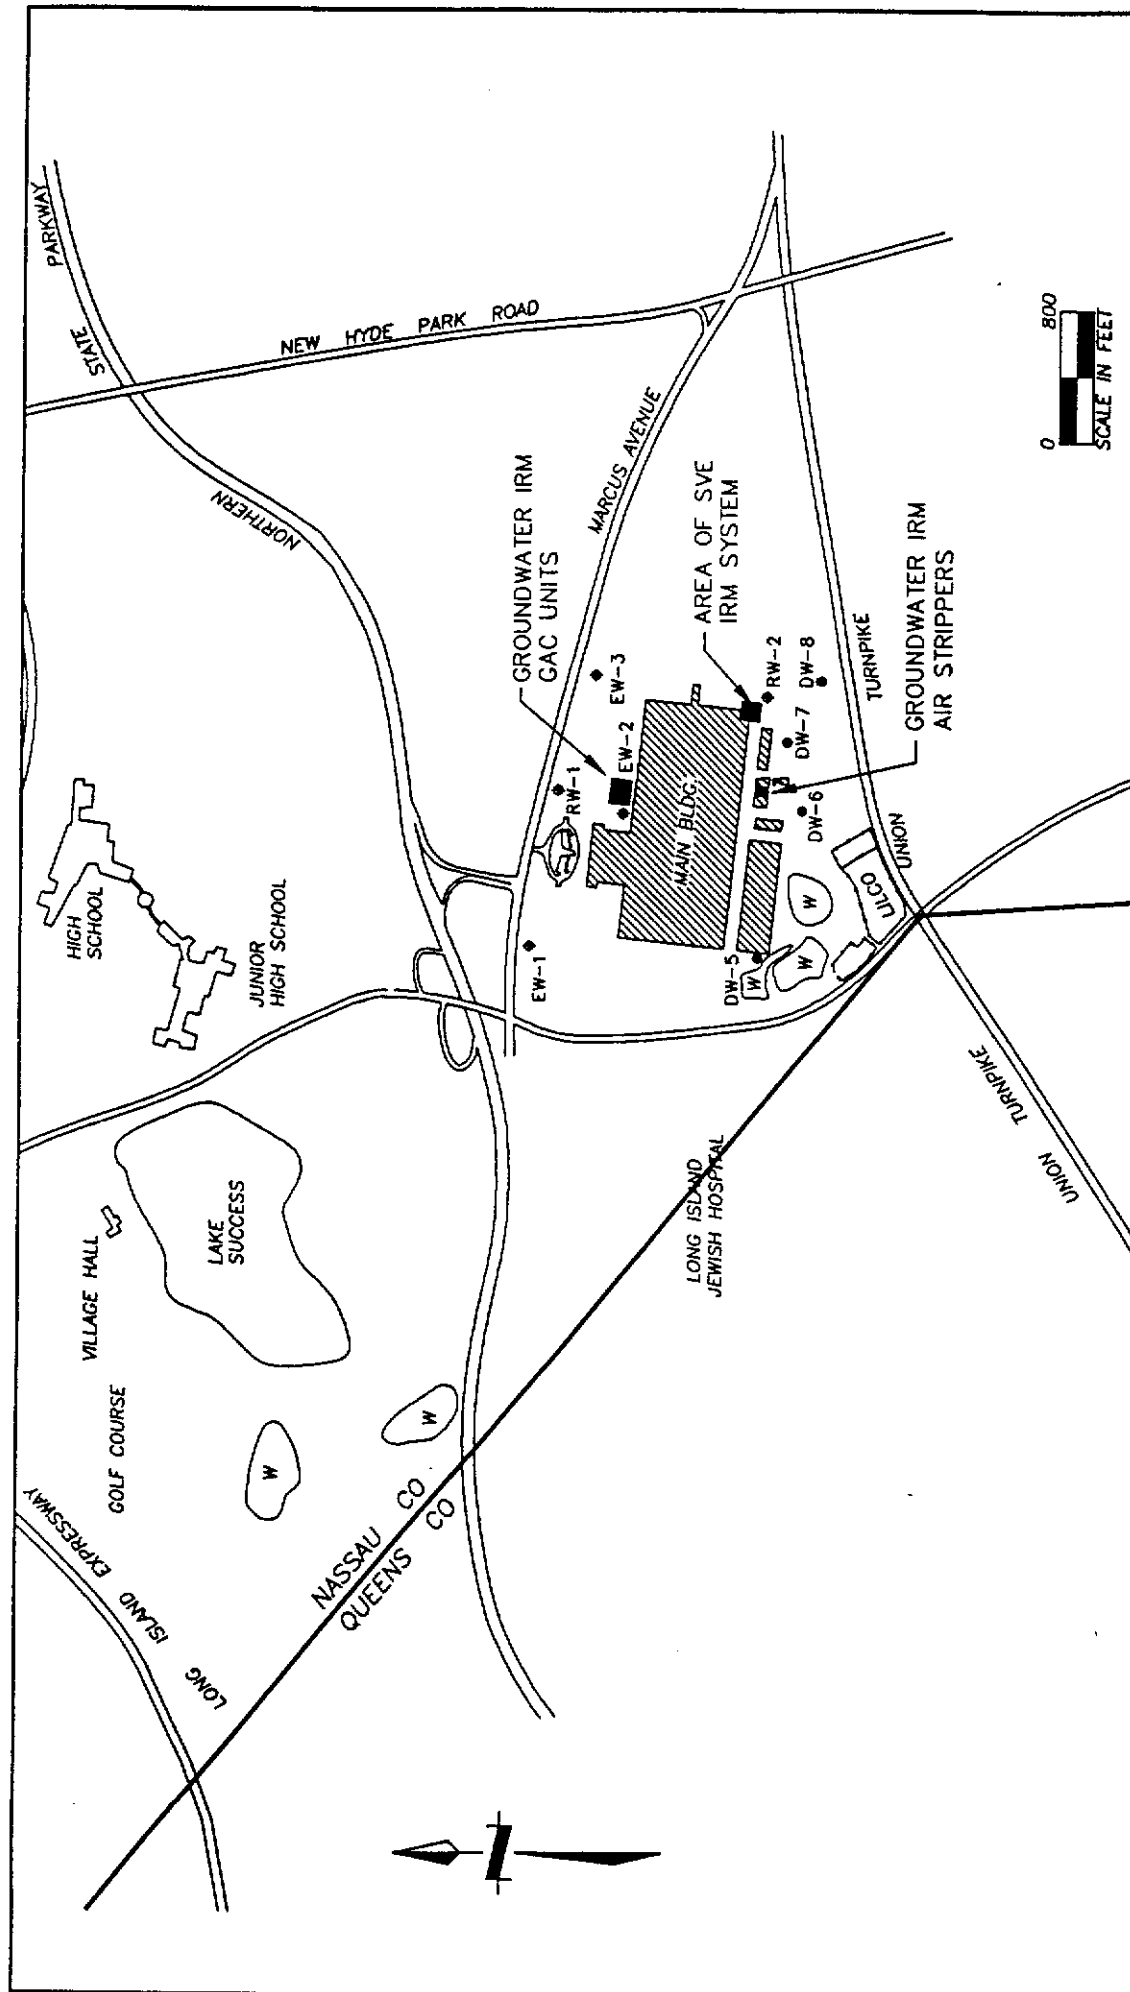 LONG ISLAND EXPRESSWAY
GOLF COURSE
VILLAGE HALL
LAKE
SUCCESS
W
W
NASSAU CO
QUEENS CO
HIGH
SCHOOL
JUNIOR
HIGH SCHOOL
NORTHERN STATE PARKWAY
NEW HYDE PARK ROAD
MARCUS AVENUE
GROUNDWATER IRM
GAC UNITS
EW-1
RW-1
EW-2
EW-3
MAIN BLDG.
AREA OF SVE
IRM SYSTEM
RW-2
DW-5
DW-6
DW-7
DW-8
W
W
W
LILCO
GROUNDWATER IRM
AIR STRIPPERS
LONG ISLAND
JEWISH HOSPITAL
UNION TURNPIKE
UNION TURNPIKE
0 800
SCALE IN FEET